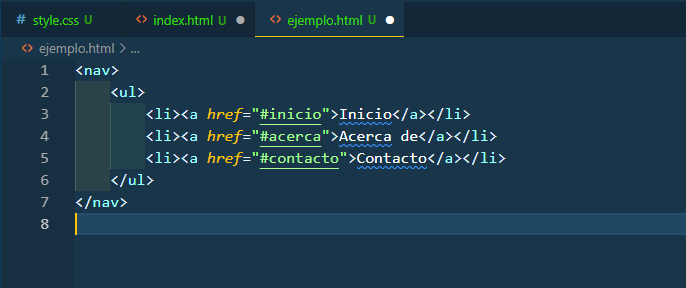 # style.css U <> index.html U ● <> ejemplo.html U ●
<> ejemplo.html > ...
1 <nav>
2     <ul>
3         <li><a href="#inicio">Inicio</a></li>
4         <li><a href="#acerca">Acerca de</a></li>
5         <li><a href="#contacto">Contacto</a></li>
6     </ul>
7 </nav>
8